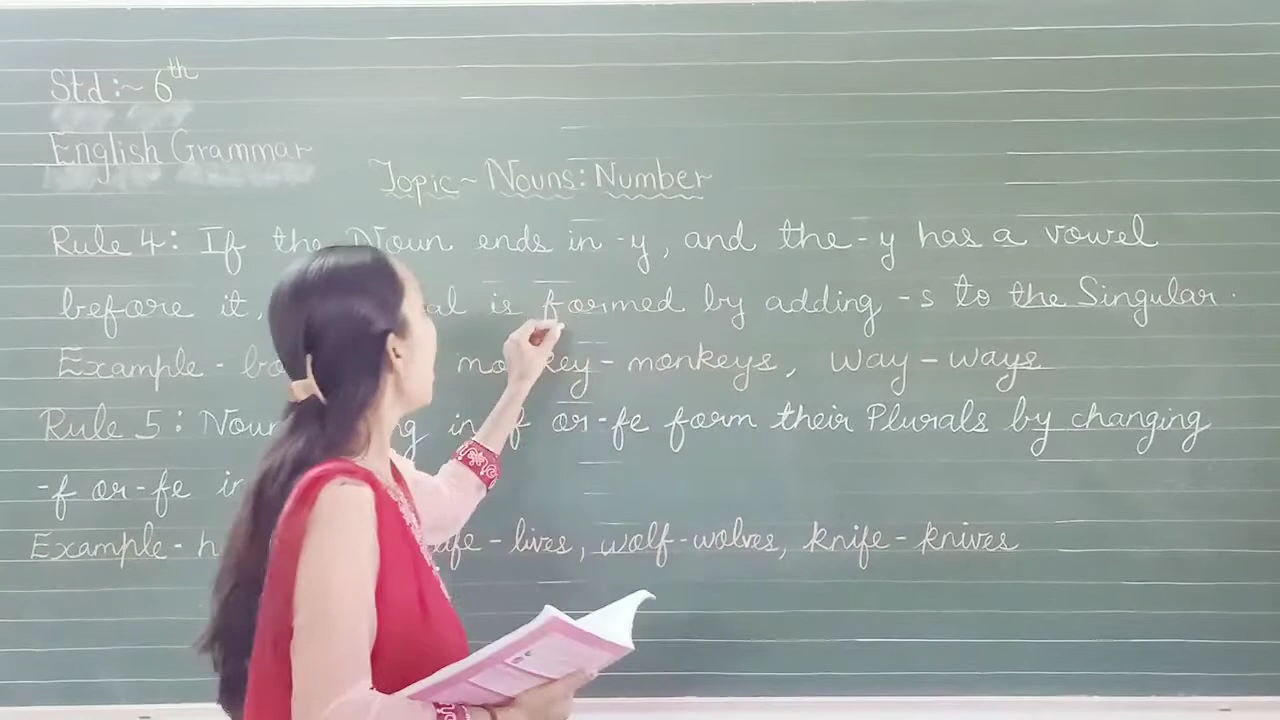 Std:~ 6th
English Grammar
Topic~ Nouns: Number
Rule 4: If the Noun ends in -y, and the -y has a vowel
before it, al is formed by adding -s to the Singular.
Example - monkey - monkeys, way - ways
Rule 5: in -f or -fe form their Plurals by changing
-f or -fe
Example - life - lives, wolf - wolves, knife - knives